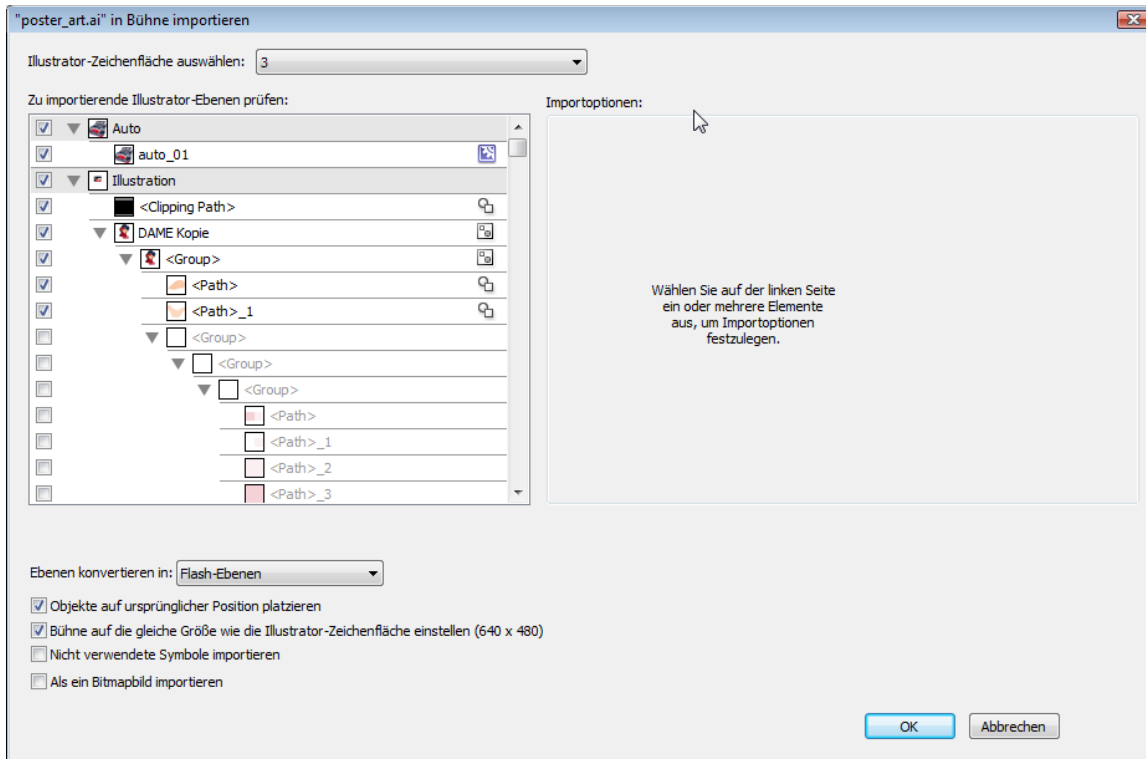 "poster_art.ai" in Bühne importieren
Illustrator-Zeichenfläche auswählen: 3
Zu importierende Illustrator-Ebenen prüfen:
Auto
auto_01
Illustration
<Clipping Path>
DAME Kopie
<Group>
<Path>
<Path>_1
<Group>
<Group>
<Group>
<Path>
<Path>_1
<Path>_2
<Path>_3
Importoptionen:
Wählen Sie auf der linken Seite
ein oder mehrere Elemente
aus, um Importoptionen
festzulegen.
Ebenen konvertieren in: Flash-Ebenen
Objekte auf ursprünglicher Position platzieren
Bühne auf die gleiche Größe wie die Illustrator-Zeichenfläche einstellen (640 x 480)
Nicht verwendete Symbole importieren
Als ein Bitmapbild importieren
OK Abbrechen